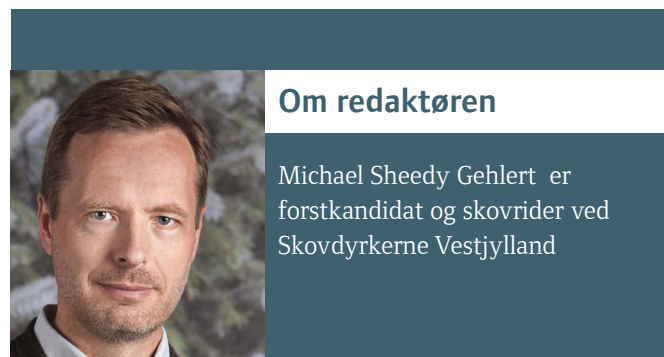 Om redaktøren
Michael Sheedy Gehlert er
forstkandidat og skovrider ved
Skovdyrkerne Vestjylland